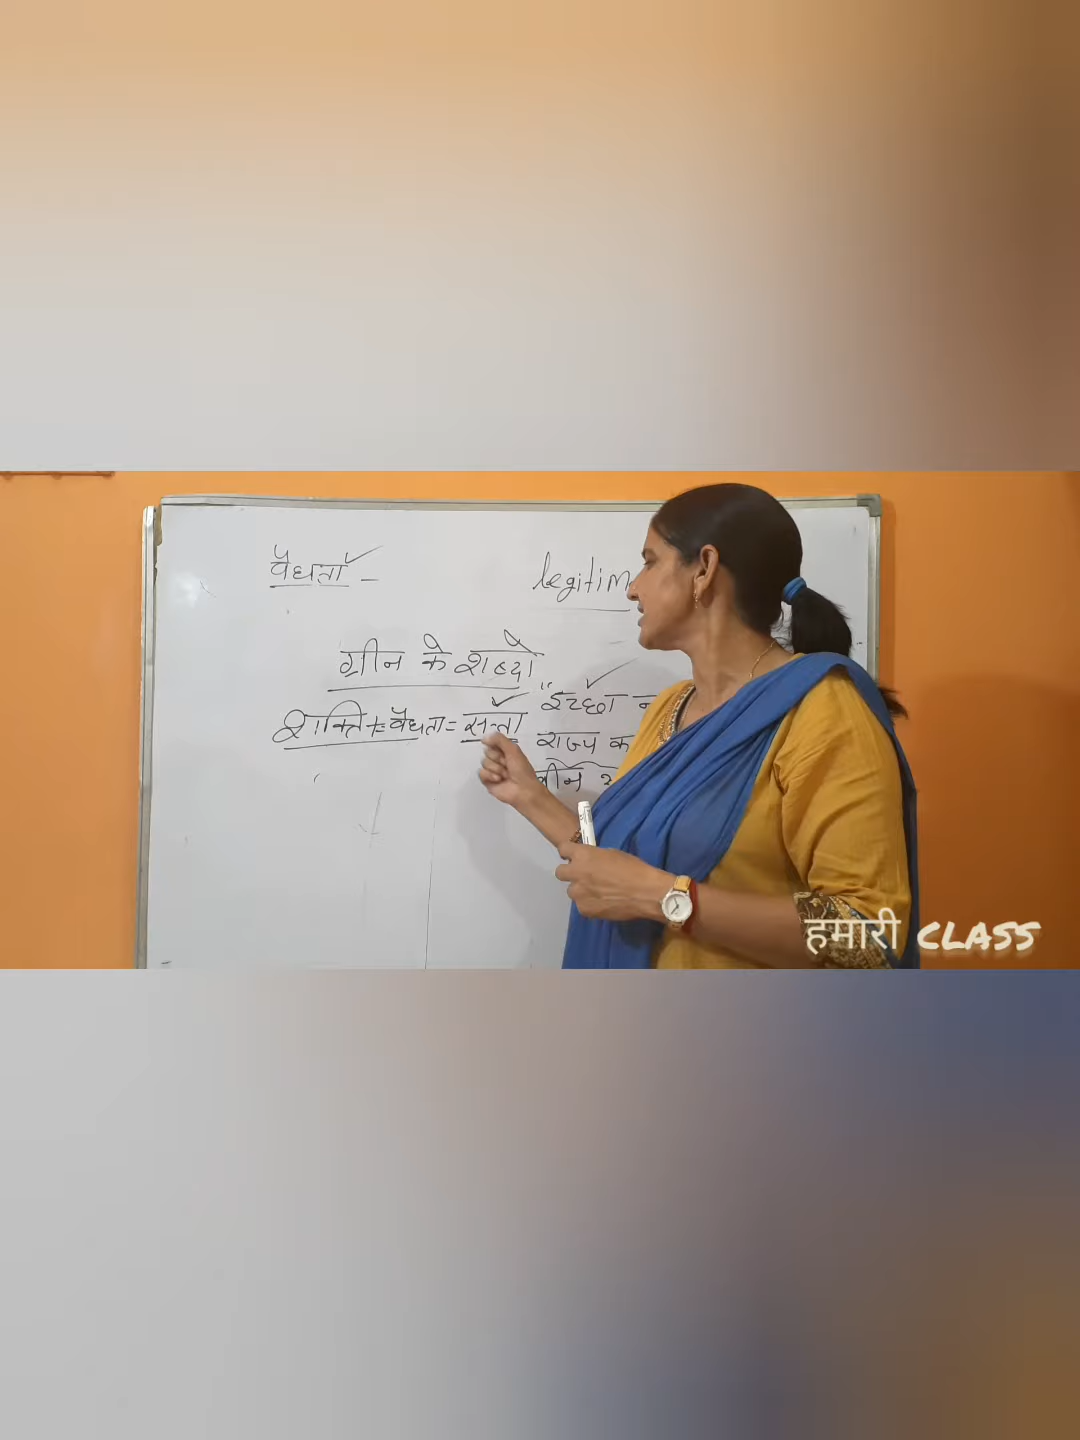 वैधता - legitim
ग्रीन के शब्दो
"इच्छा न
शक्ति + वैधता = सत्ता राज्य क
हमारी CLASS